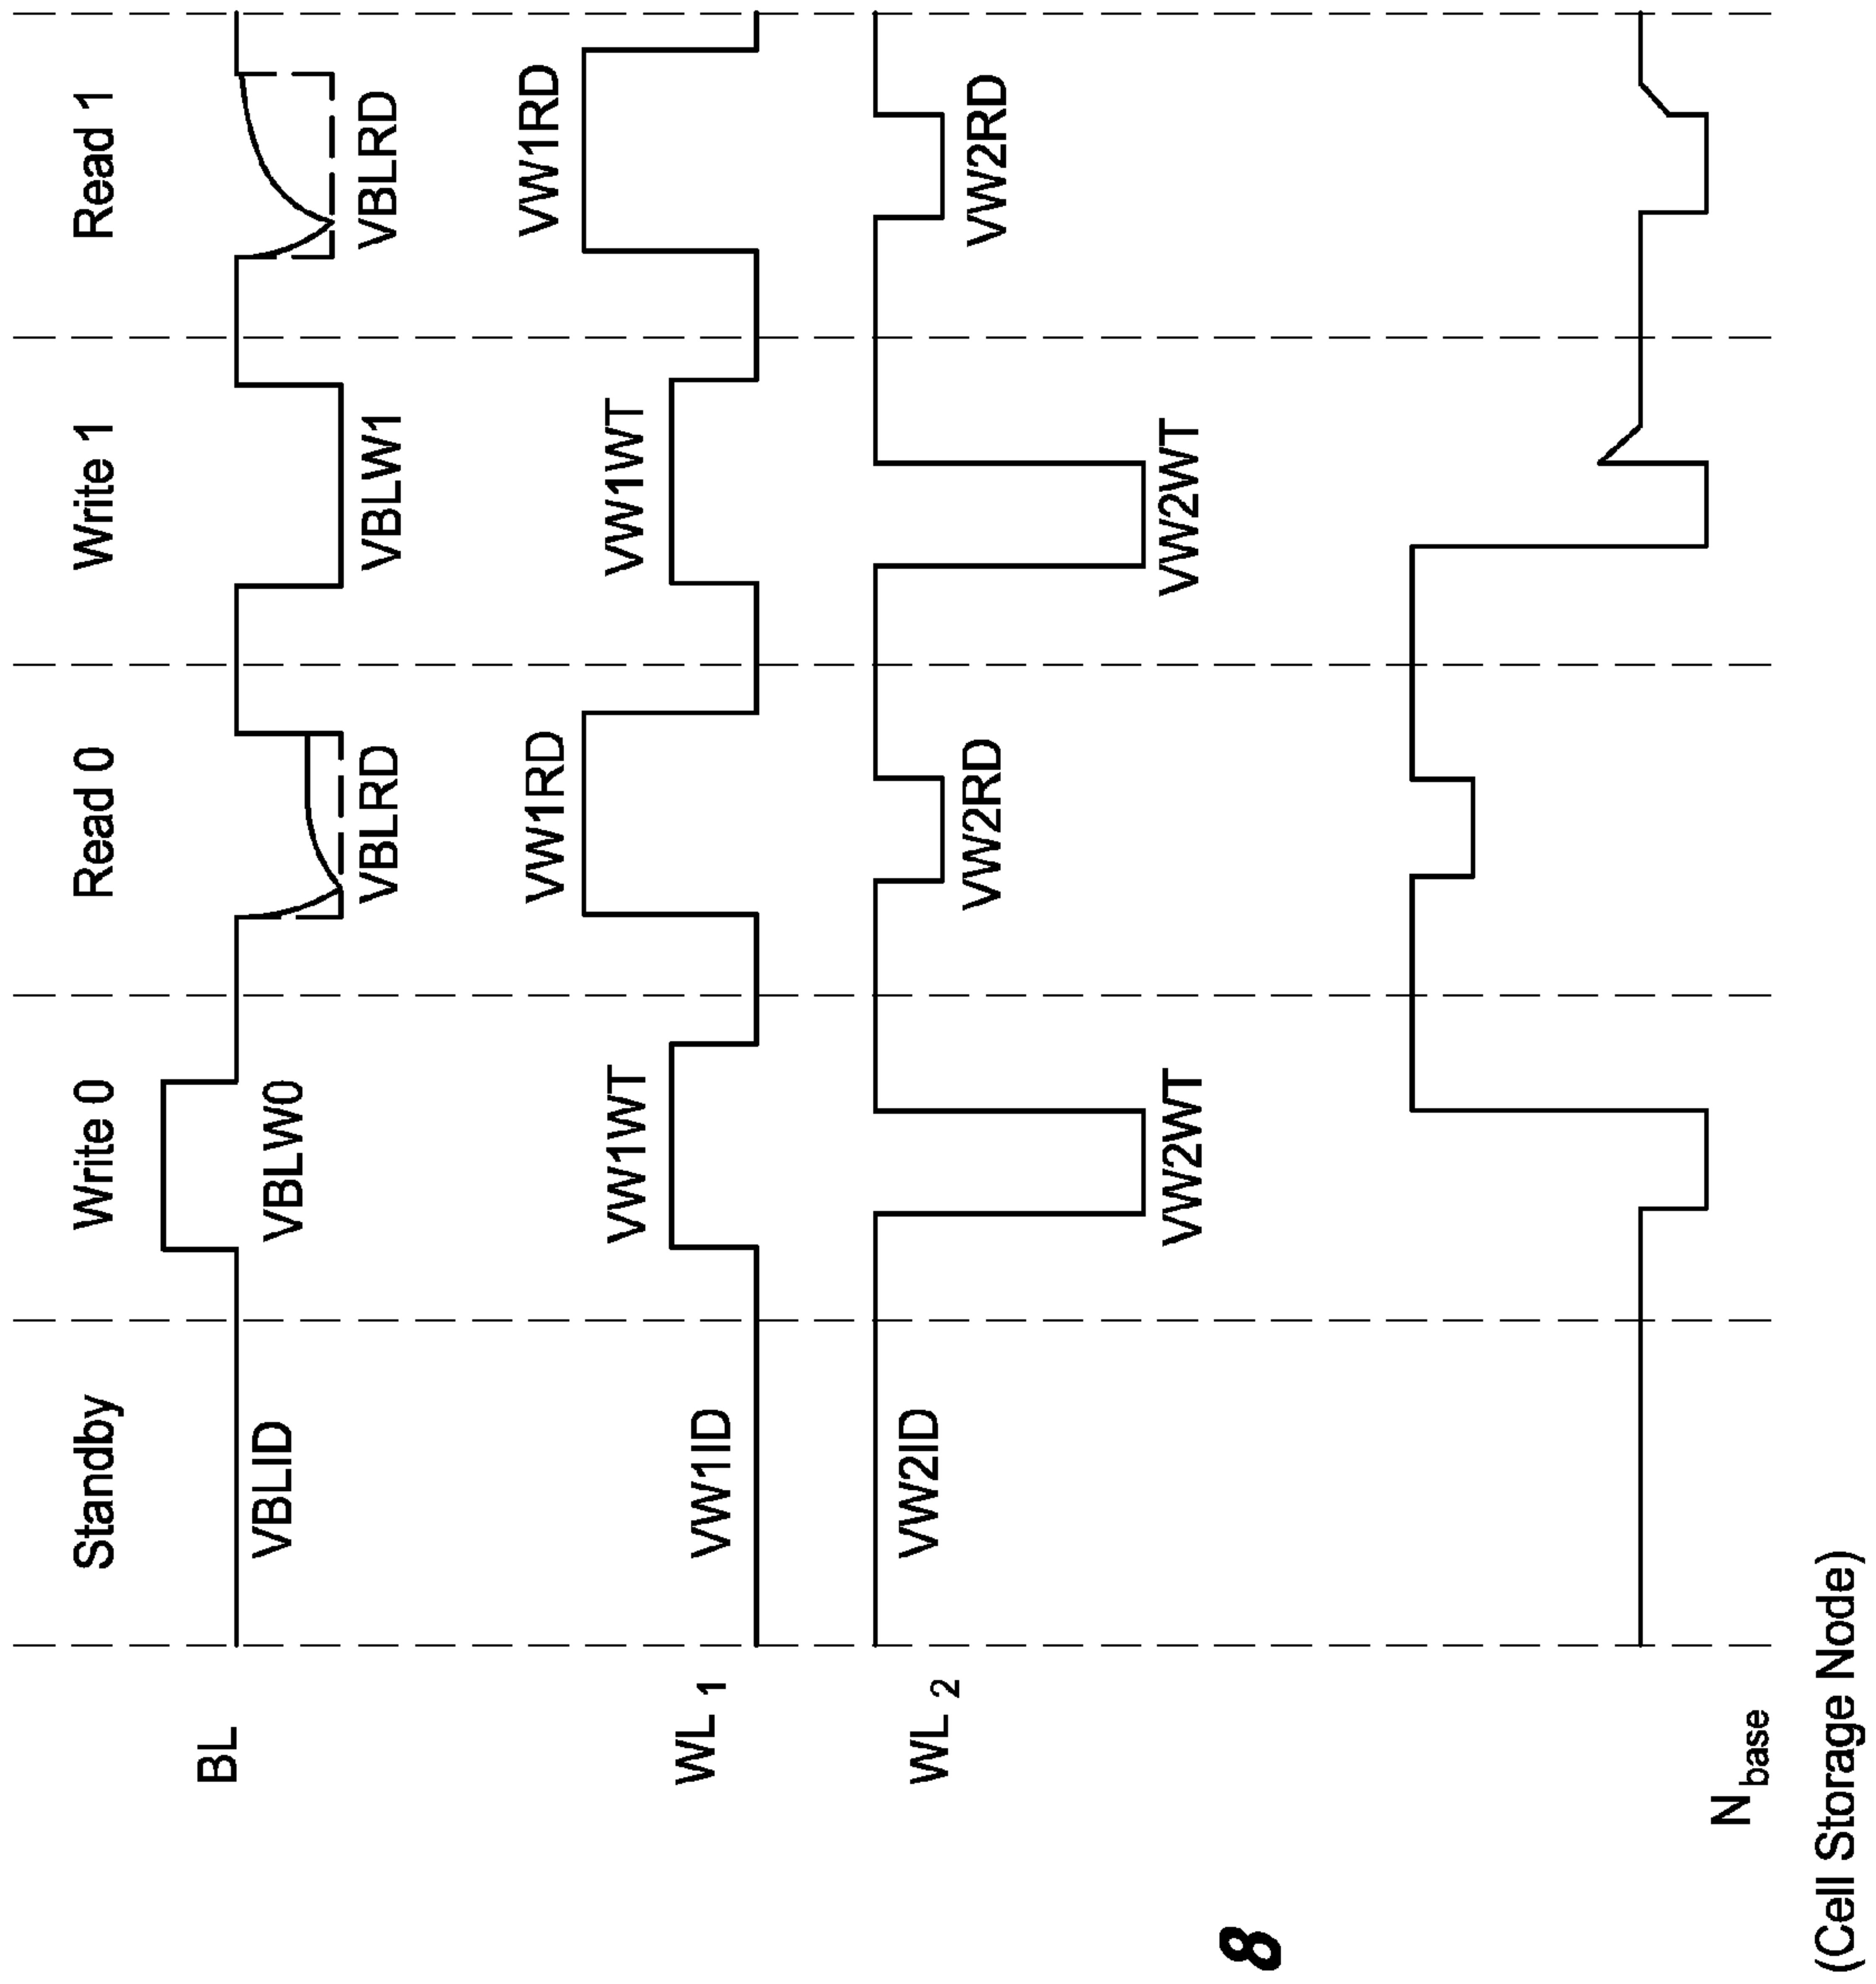 Standby Write 0 Read 0 Write 1 Read 1
BL
VBLID VBLW0 VBLRD VBLW1 VBLRD
WL 1
VW1ID VW1WT VW1RD VW1WT VW1RD
WL 2
VW2ID VW2WT VW2RD VW2WT VW2RD
N base
(Cell Storage Node)
8